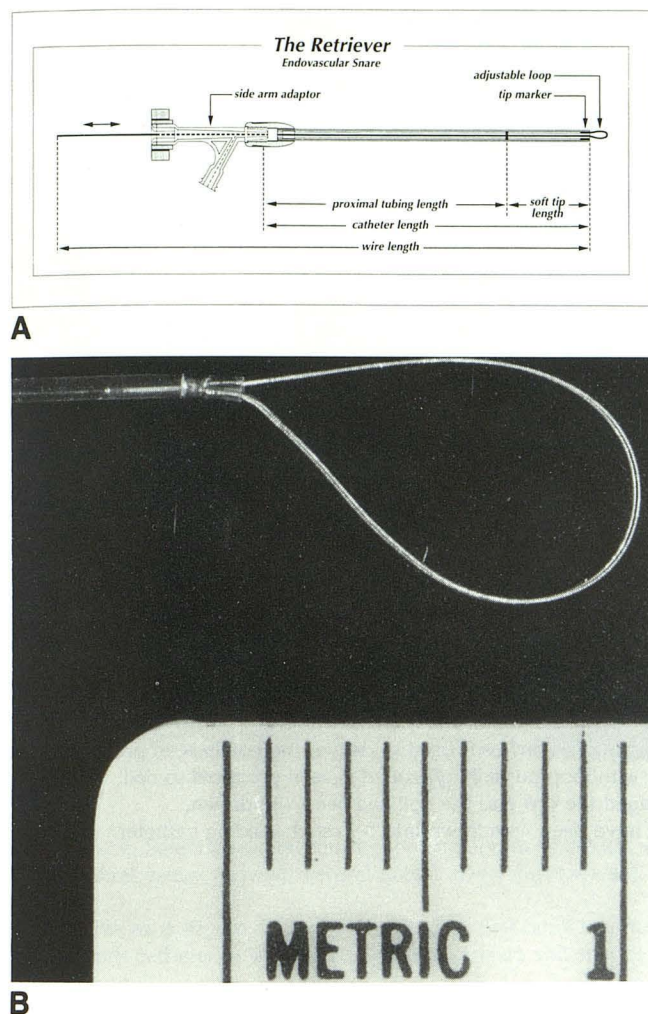 The Retriever
Endovascular Snare
adjustable loop
side arm adaptor
tip marker
proximal tubing length
soft tip
length
catheter length
wire length
A
METRIC 1
B